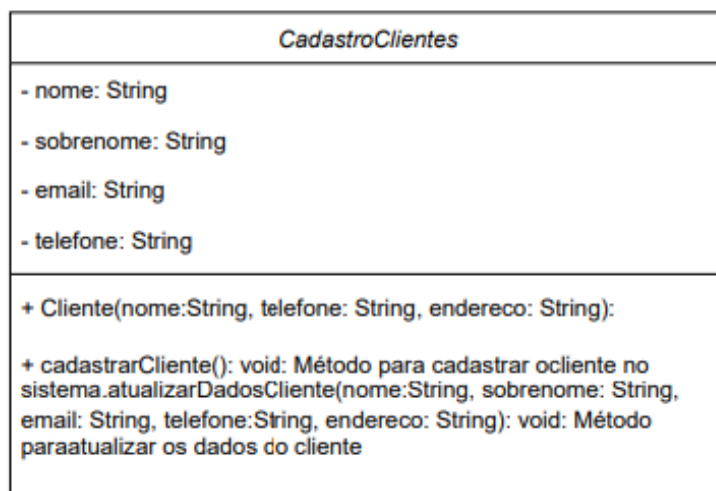 CadastroClientes
- nome: String
- sobrenome: String
- email: String
- telefone: String
+ Cliente(nome:String, telefone: String, endereco: String):
+ cadastrarCliente(): void: Método para cadastrar ocliente no
sistema.atualizarDadosCliente(nome:String, sobrenome: String,
email: String, telefone:String, endereco: String): void: Método
paraatualizar os dados do cliente